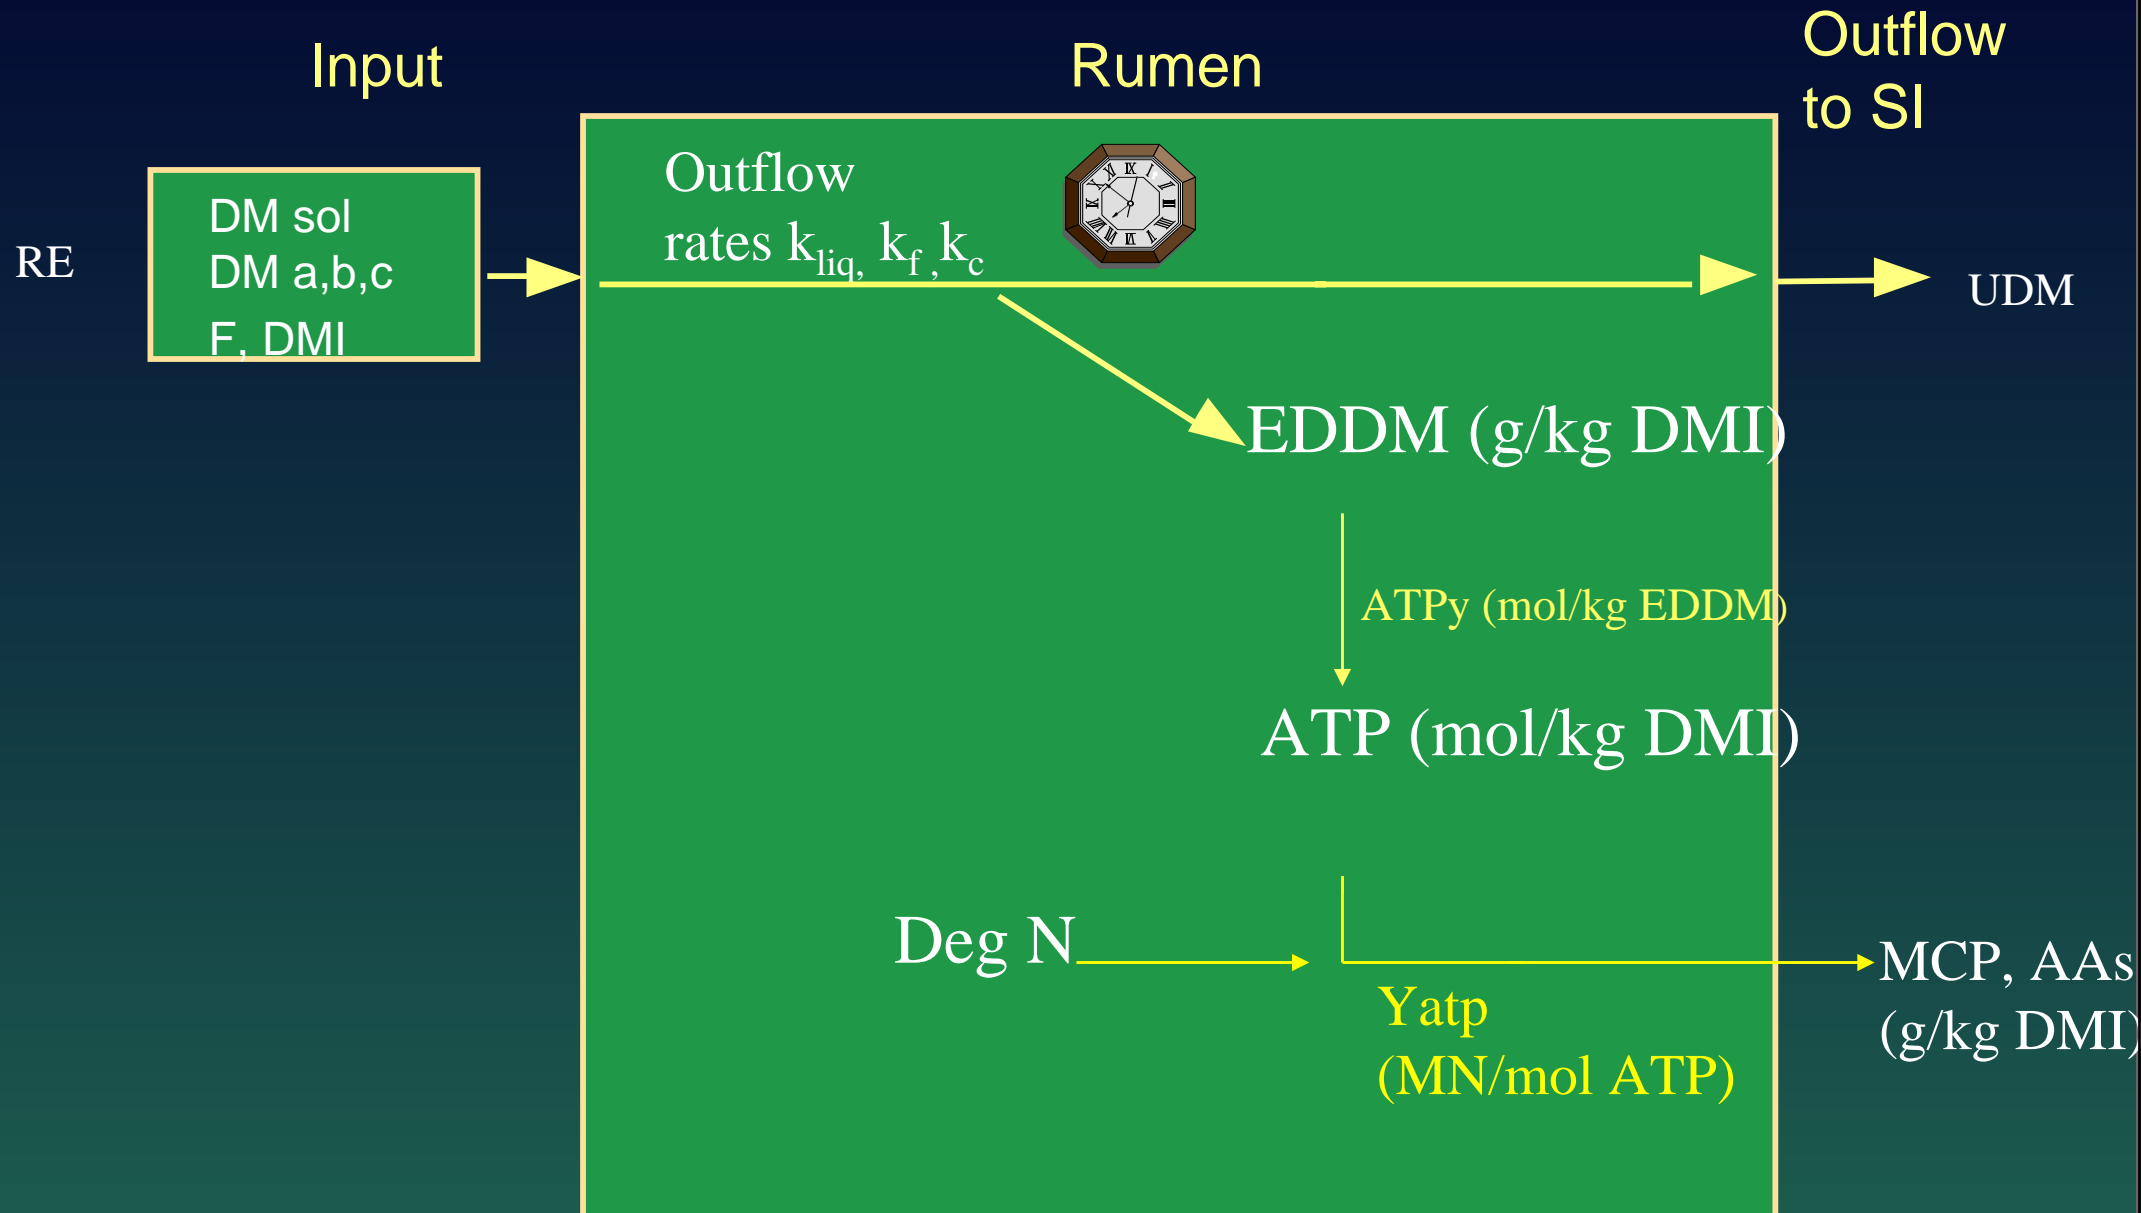 Input
Rumen
Outflow
to SI
RE
DM sol
DM a,b,c
F, DMI
Outflow
rates k_liq, k_f ,k_c
UDM
EDDM (g/kg DMI)
ATPy (mol/kg EDDM)
ATP (mol/kg DMI)
Deg N
Yatp
(MN/mol ATP)
MCP, AAs
(g/kg DMI)